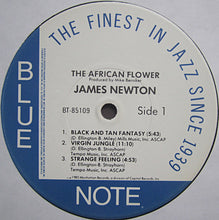 THE FINEST IN JAZZ SINCE 1939
BLUE
NOTE
THE AFRICAN FLOWER
Produced by Mike Berniker
JAMES NEWTON
BT-85109
Side 1
1. BLACK AND TAN FANTASY (5:43)
(D. Ellington B. Miley) Mills Music, Inc. ASCAP
2. VIRGIN JUNGLE (11:10)
(D. Ellington B. Strayhorn)
Tempo Music, Inc. ASCAP
3. STRANGE FEELING (4:53)
(D. Ellington B. Strayhorn)
Tempo Music, Inc. ASCAP